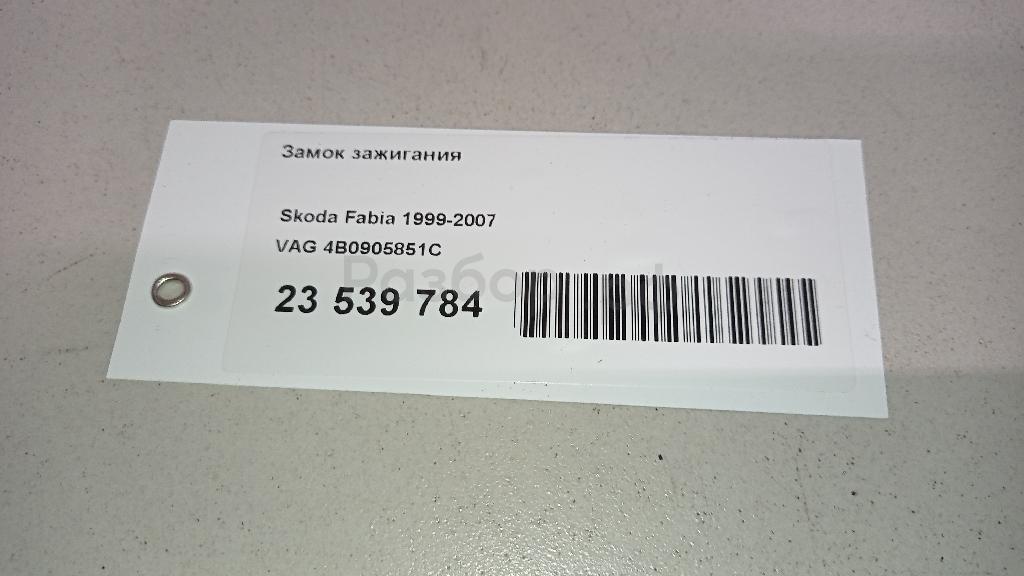 Замок зажигания
Skoda Fabia 1999-2007
VAG 4B0905851C
23 539 784